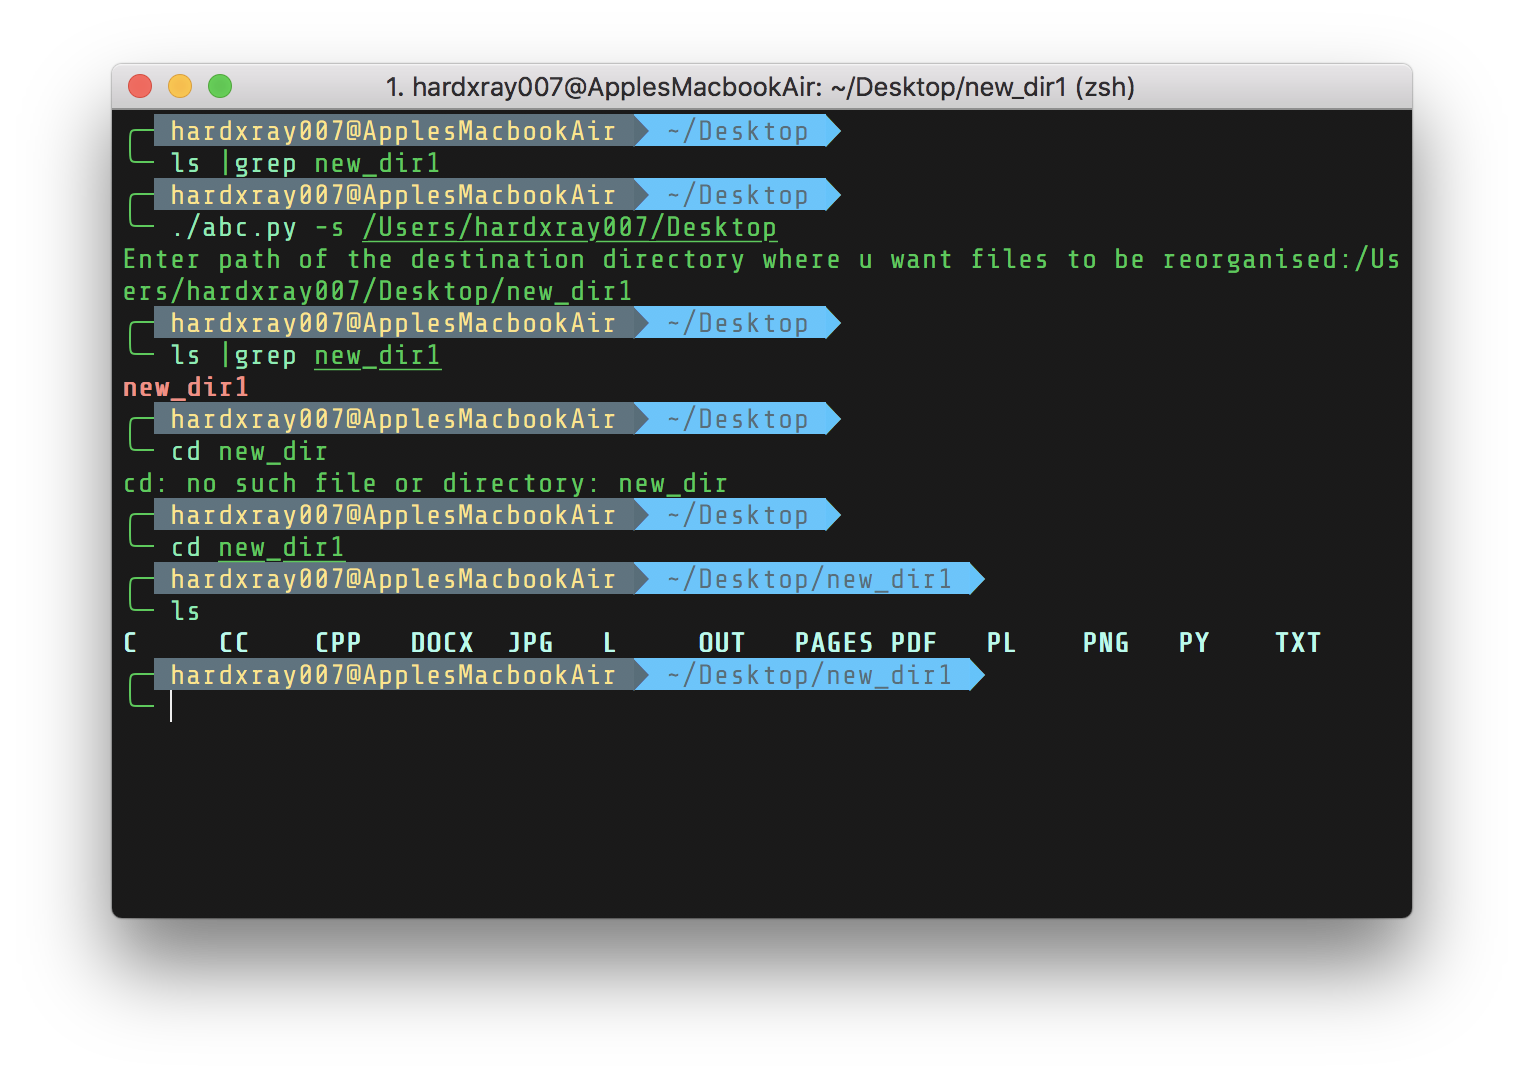 1. hardxray007@ApplesMacbookAir: ~/Desktop/new_dir1 (zsh)
hardxray007@ApplesMacbookAir ~/Desktop
ls |grep new_dir1
hardxray007@ApplesMacbookAir ~/Desktop
./abc.py -s /Users/hardxray007/Desktop
Enter path of the destination directory where u want files to be reorganised:/Us
ers/hardxray007/Desktop/new_dir1
hardxray007@ApplesMacbookAir ~/Desktop
ls |grep new_dir1
new_dir1
hardxray007@ApplesMacbookAir ~/Desktop
cd new_dir
cd: no such file or directory: new_dir
hardxray007@ApplesMacbookAir ~/Desktop
cd new_dir1
hardxray007@ApplesMacbookAir ~/Desktop/new_dir1
ls
C CC CPP DOCX JPG L OUT PAGES PDF PL PNG PY TXT
hardxray007@ApplesMacbookAir ~/Desktop/new_dir1